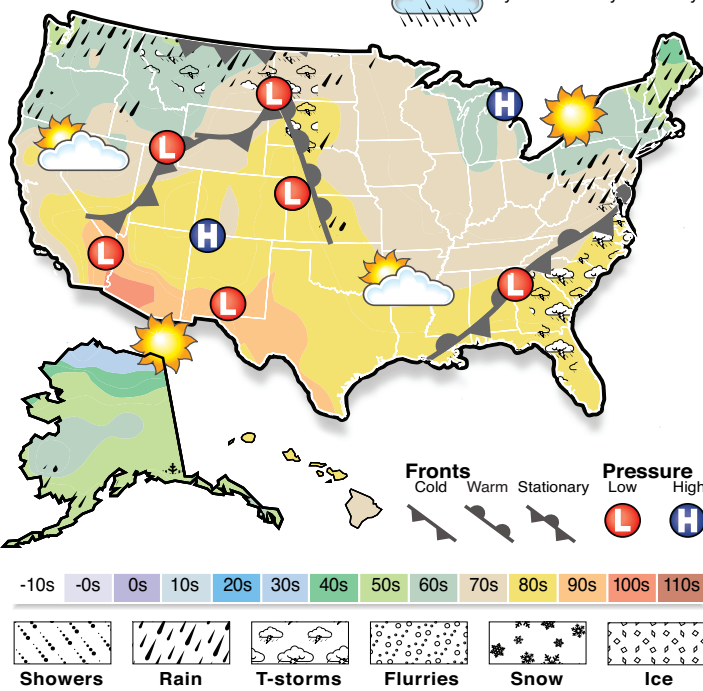 L
H
L
L
H
L
L
L
Fronts
Pressure
Cold Warm Stationary
Low High
L H
-10s -0s 0s 10s 20s 30s 40s 50s 60s 70s 80s 90s 100s 110s
Showers Rain T-storms Flurries Snow Ice